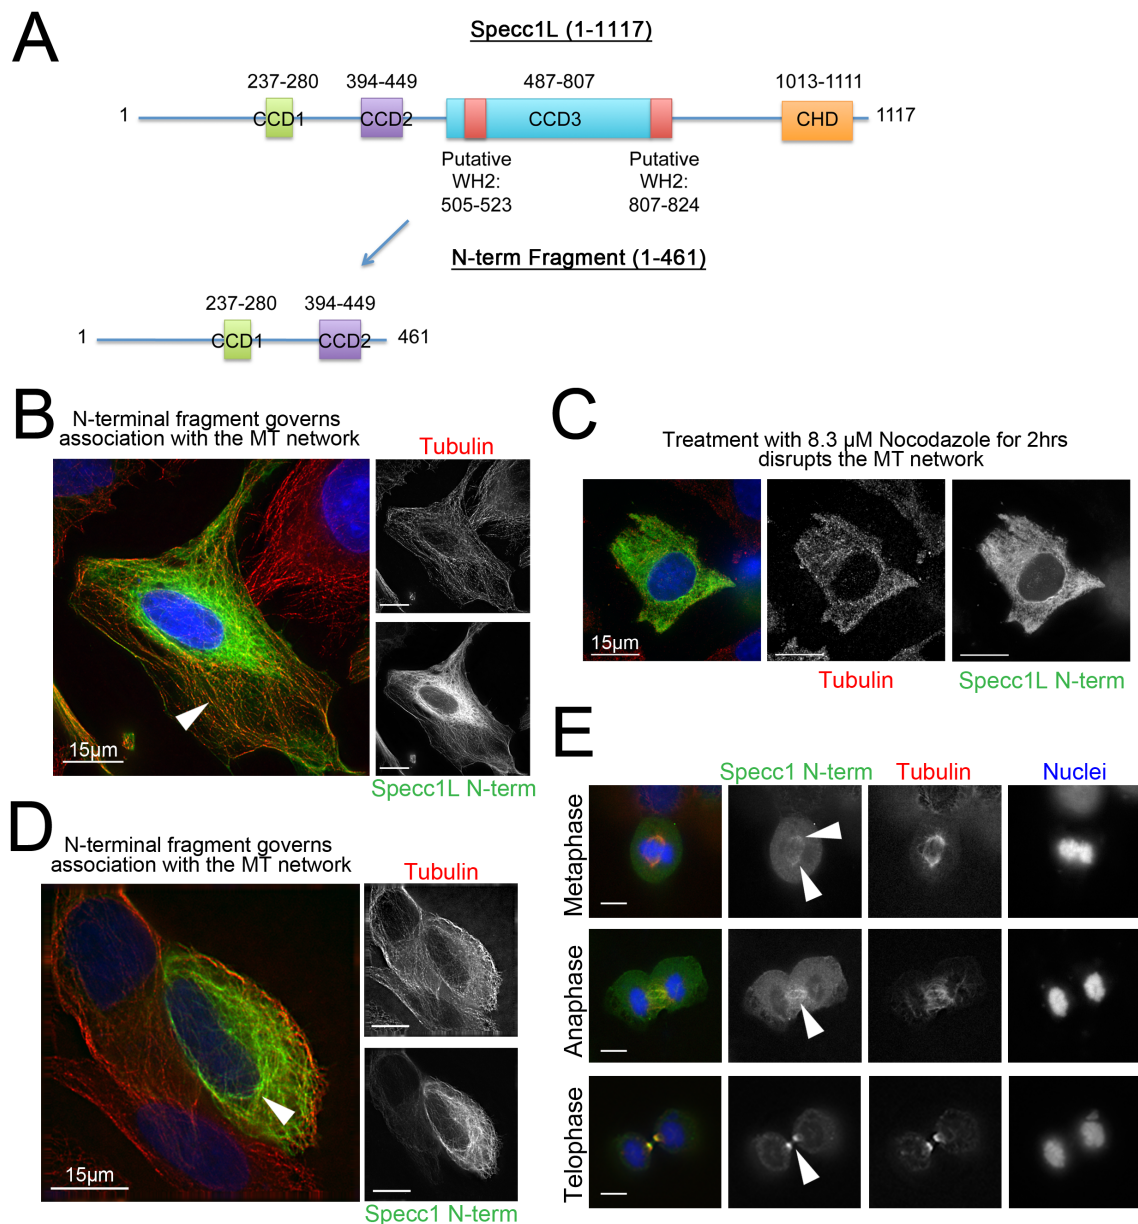 A
Specc1L (1-1117)
237-280 394-449 487-807 1013-1111
1 CCD1 CCD2 CCD3 CHD 1117
Putative Putative
WH2: WH2:
505-523 807-824
N-term Fragment (1-461)
237-280 394-449
1 CCD1 CCD2 461
B
N-terminal fragment governs
association with the MT network
Tubulin
15µm
Specc1L N-term
C
Treatment with 8.3 µM Nocodazole for 2hrs
disrupts the MT network
15µm
Tubulin Specc1L N-term
D
N-terminal fragment governs
association with the MT network
Tubulin
15µm
Specc1 N-term
E
Specc1 N-term Tubulin Nuclei
Metaphase
Anaphase
Telophase